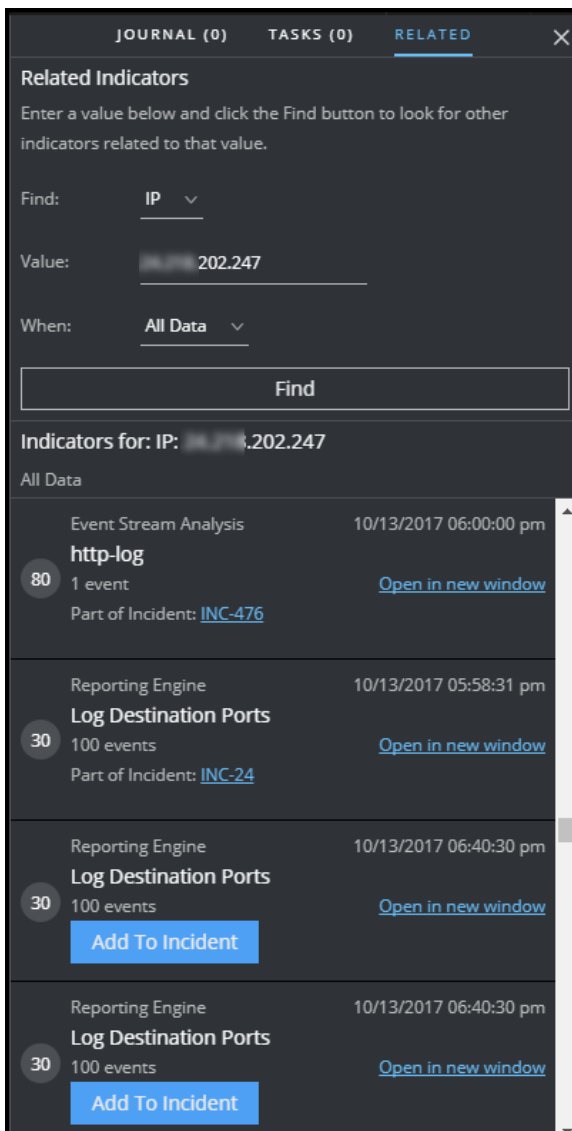 JOURNAL (0) TASKS (0) RELATED
Related Indicators
Enter a value below and click the Find button to look for other
indicators related to that value.
Find: IP
Value: .202.247
When: All Data
Find
Indicators for: IP: .202.247
All Data
Event Stream Analysis 10/13/2017 06:00:00 pm
http-log
80 1 event Open in new window
Part of Incident: INC-476
Reporting Engine 10/13/2017 05:58:31 pm
Log Destination Ports
30 100 events Open in new window
Part of Incident: INC-24
Reporting Engine 10/13/2017 06:40:30 pm
Log Destination Ports
30 100 events Open in new window
Add To Incident
Reporting Engine 10/13/2017 06:40:30 pm
Log Destination Ports
30 100 events Open in new window
Add To Incident